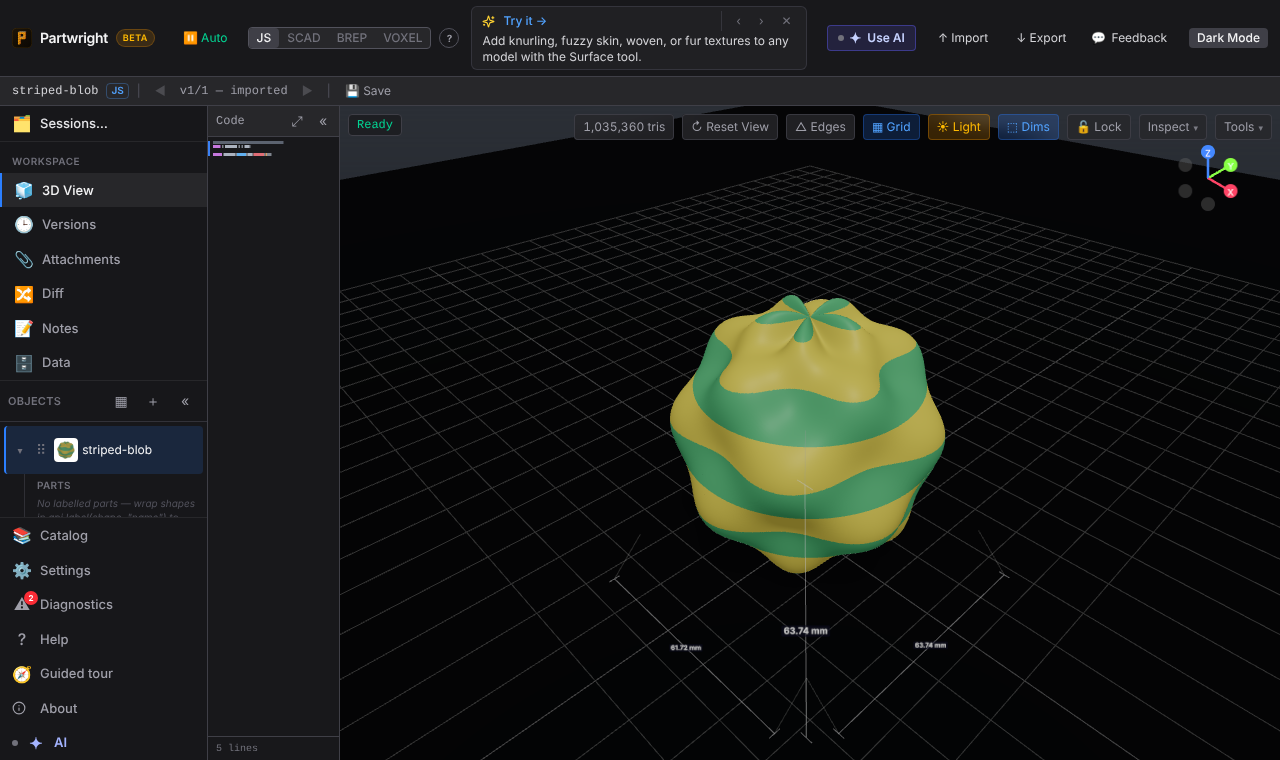 Partwright BETA
Auto
JS SCAD BREP VOXEL ?
Try it →
Add knurling, fuzzy skin, woven, or fur textures to any
model with the Surface tool.
Use AI
↑ Import
↓ Export
Feedback
Dark Mode
striped-blob JS
v1/1 — imported
Save
Sessions...
WORKSPACE
3D View
Versions
Attachments
Diff
Notes
Data
OBJECTS
striped-blob
PARTS
No labelled parts — wrap shapes
Catalog
Settings
2
Diagnostics
? Help
Guided tour
About
AI
Code
5 lines
Ready
1,035,360 tris
Reset View
Edges
Grid
Light
Dims
Lock
Inspect
Tools
Z
Y
X
63.74 mm
61.72 mm
63.74 mm